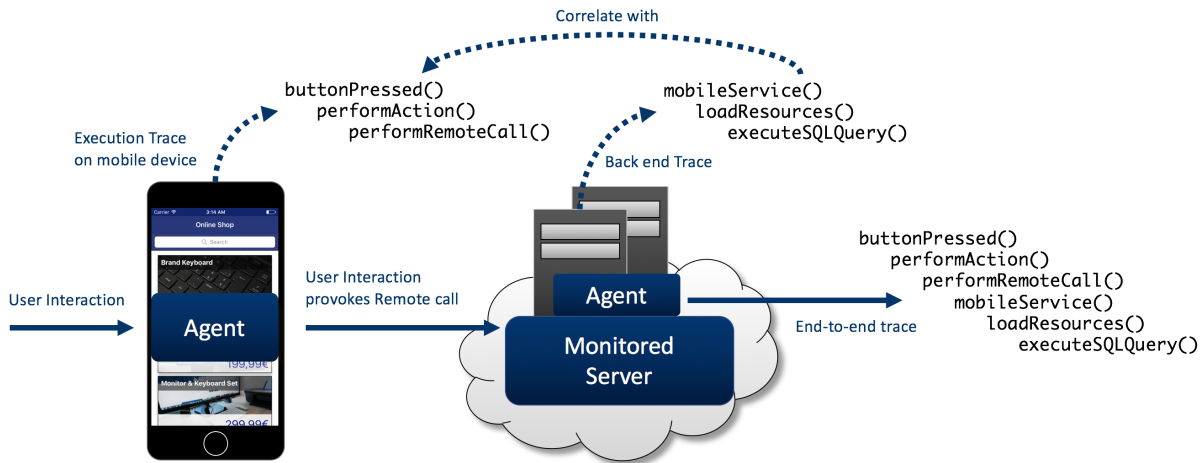 Correlate with
buttonPressed()
performAction()
performRemoteCall()
mobileService()
loadResources()
executeSQLQuery()
Execution Trace
on mobile device
Back end Trace
Carrier
3:14 AM
Online Shop
Search
Brand Keyboard
User Interaction
Agent
199,99€
Monitor & Keyboard Set
299,99€
User Interaction
provokes Remote call
Agent
Monitored
Server
End-to-end trace
buttonPressed()
performAction()
performRemoteCall()
mobileService()
loadResources()
executeSQLQuery()